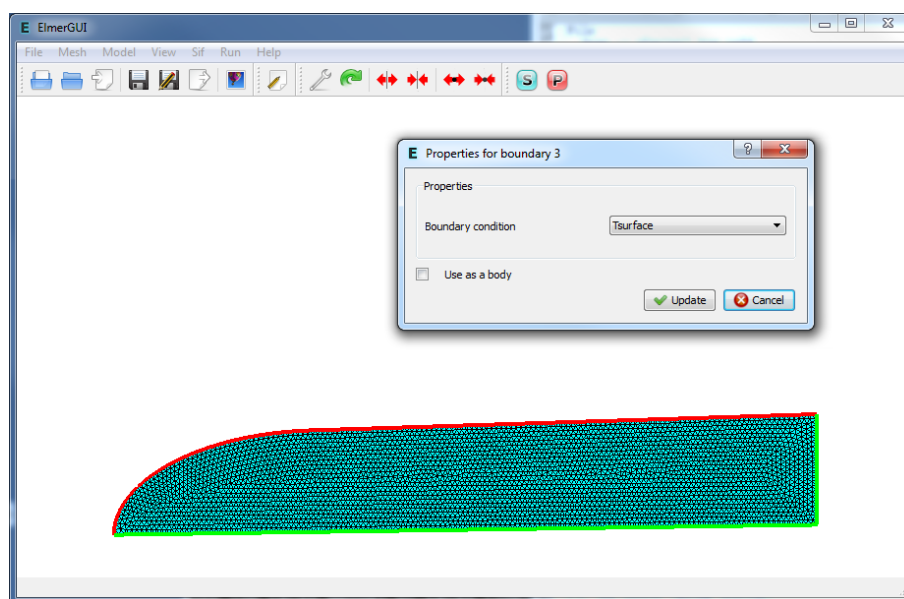 E ElmerGUI
File Mesh Model View Sif Run Help
S P
E Properties for boundary 3
Properties
Boundary condition Tsurface
Use as a body
Update Cancel